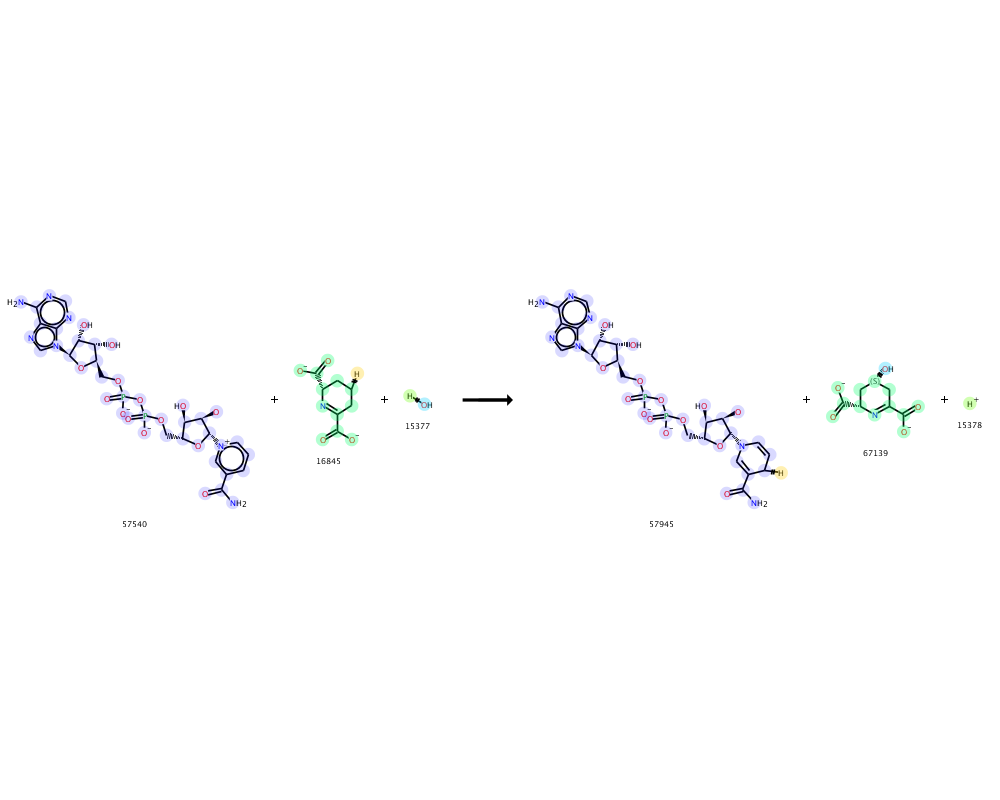 H2N N N N N OH OH O O O P O O⁻ O P O O⁻ O HO O O N⁺ O NH2
57540
+
O⁻ O H N O O⁻
16845
+
H OH
15377
H2N N N N N OH OH O O O P O O⁻ O P O O⁻ O HO O O N H O NH2
57945
+
OH (S) O⁻ O N O O⁻
67139
+
H⁺
15378